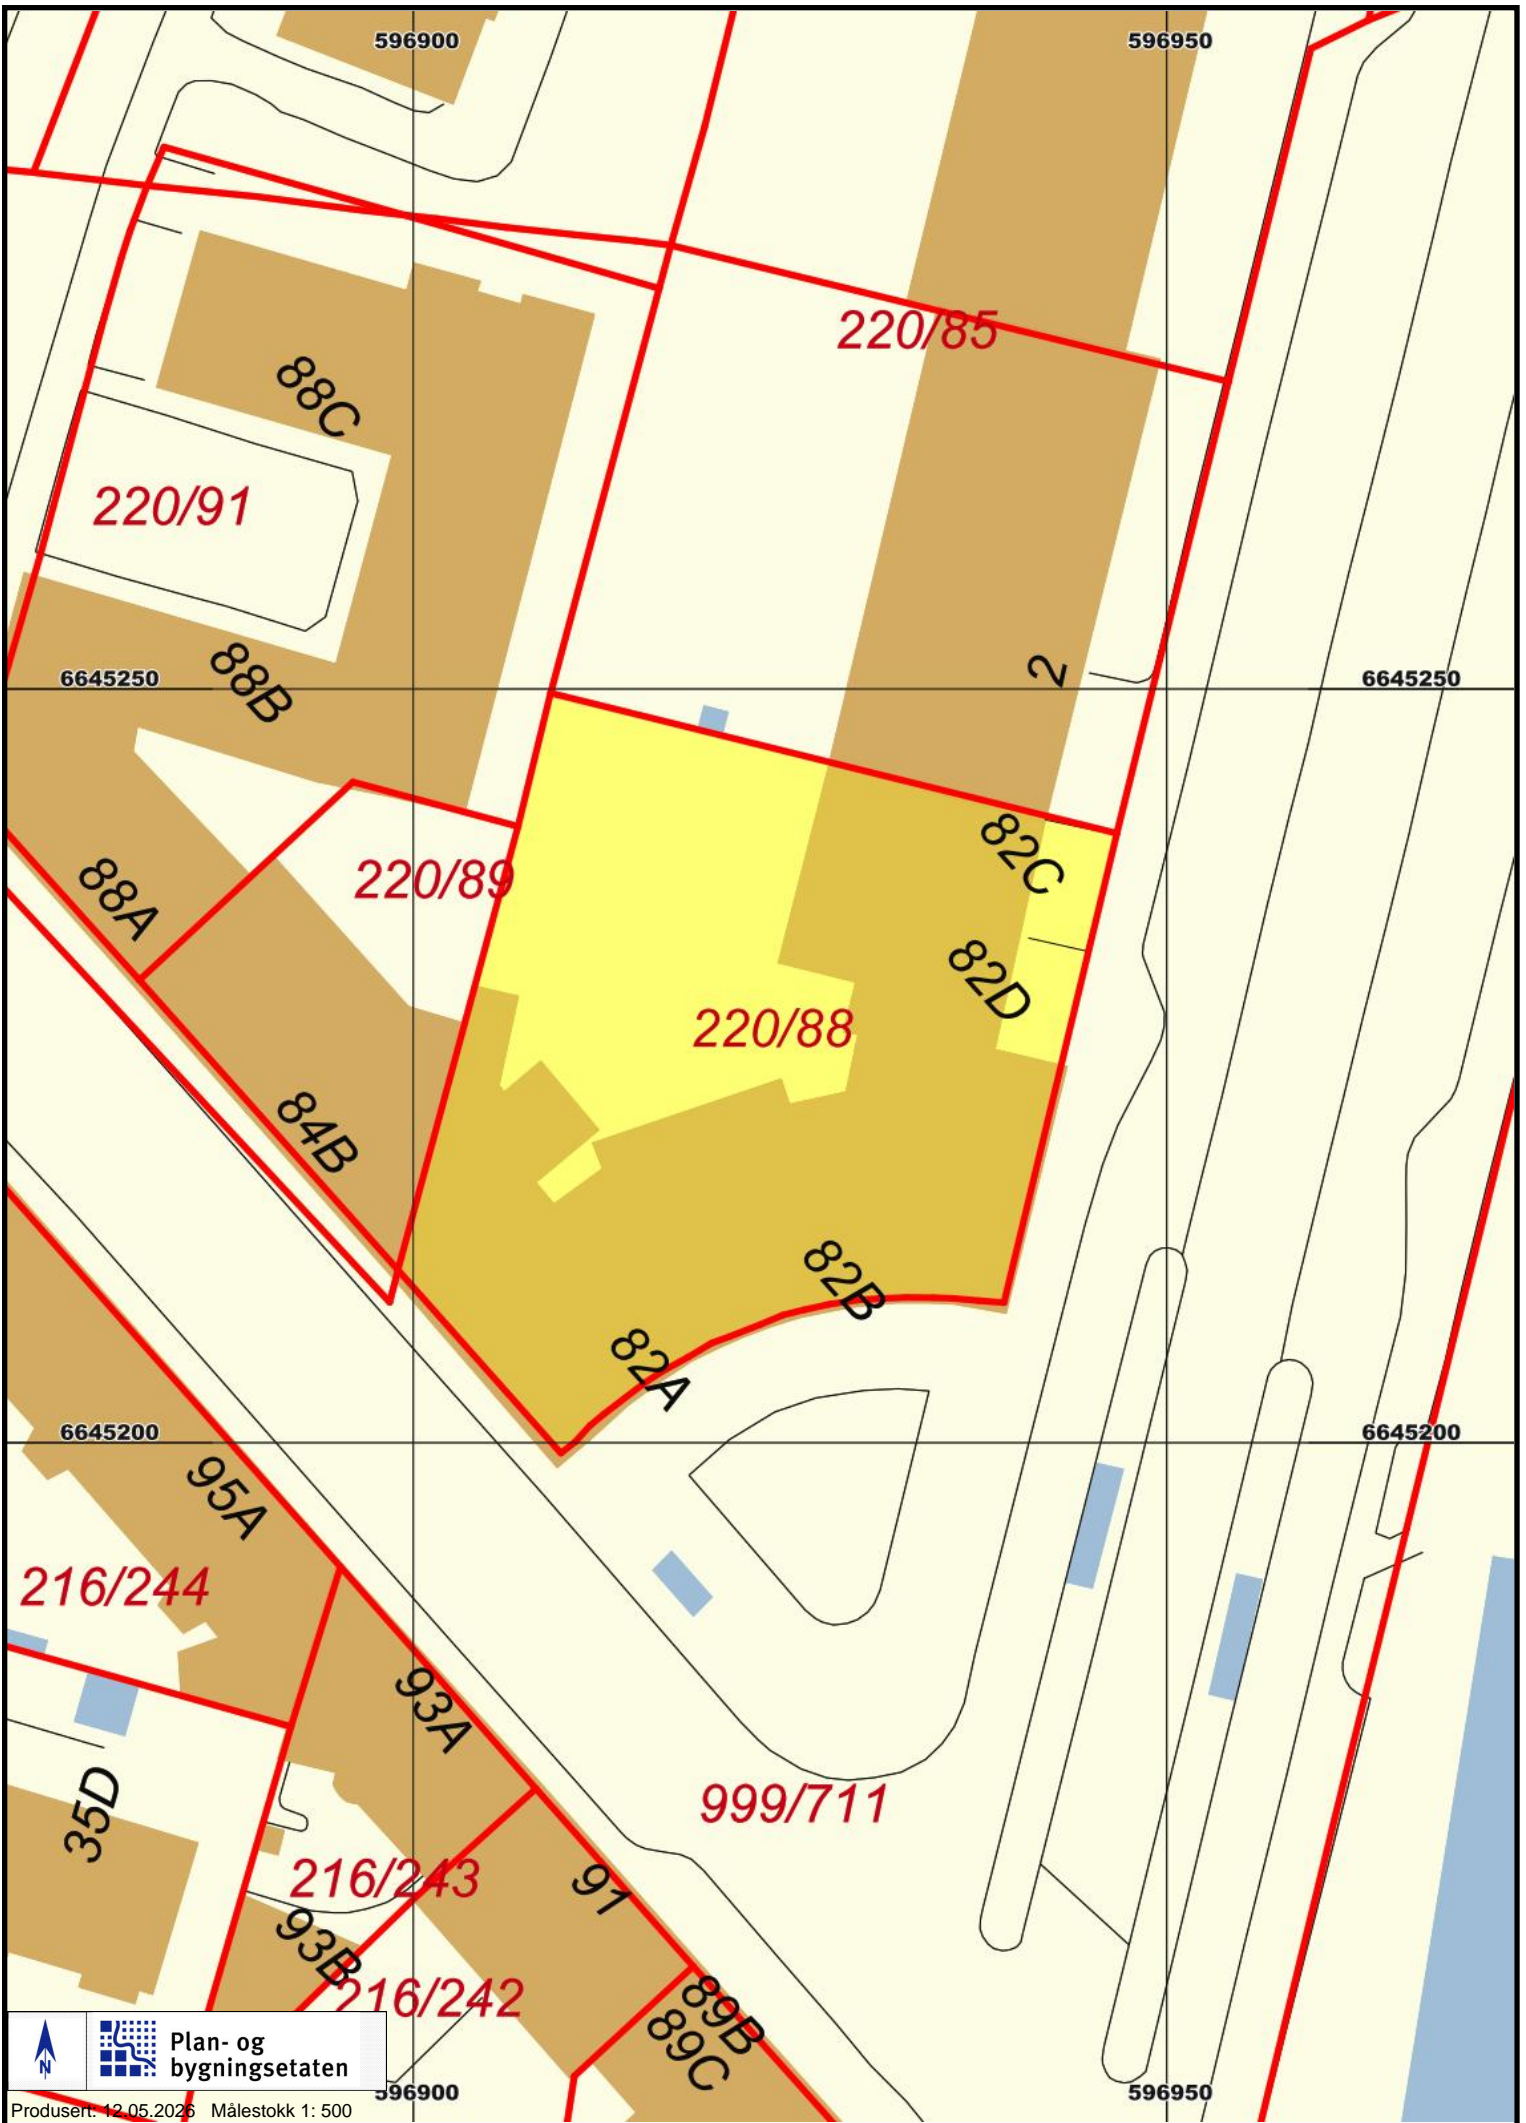 596900
596950
220/85
88C
220/91
88B
2
6645250
6645250
82C
88A
220/89
82D
220/88
84B
82B
82A
6645200
6645200
95A
216/244
93A
999/711
35D
216/243
91
93B
216/242
89B
89C
N
Plan- og
bygningsetaten
596900
596950
Produsert: 12.05.2026 Målestokk 1: 500